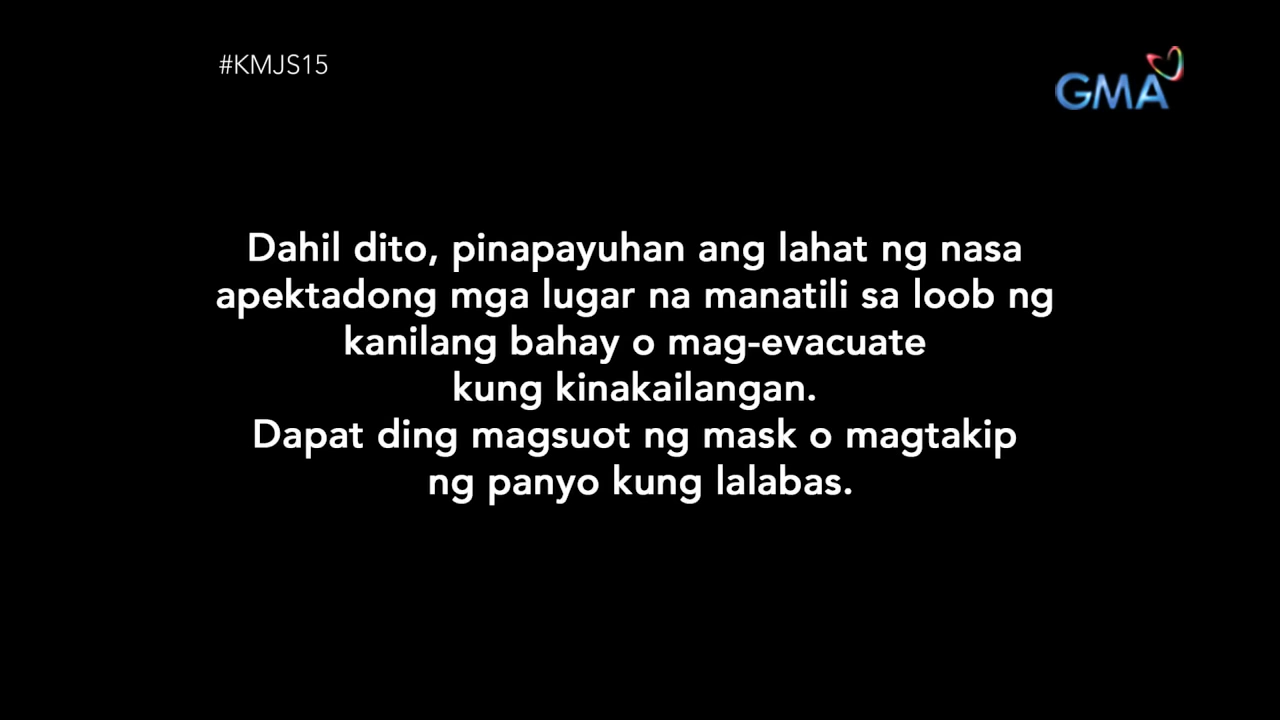 #KMJS15
GMA
Dahil dito, pinapayuhan ang lahat ng nasa
apektadong mga lugar na manatili sa loob ng
kanilang bahay o mag-evacuate
kung kinakailangan.
Dapat ding magsuot ng mask o magtakip
ng panyo kung lalabas.